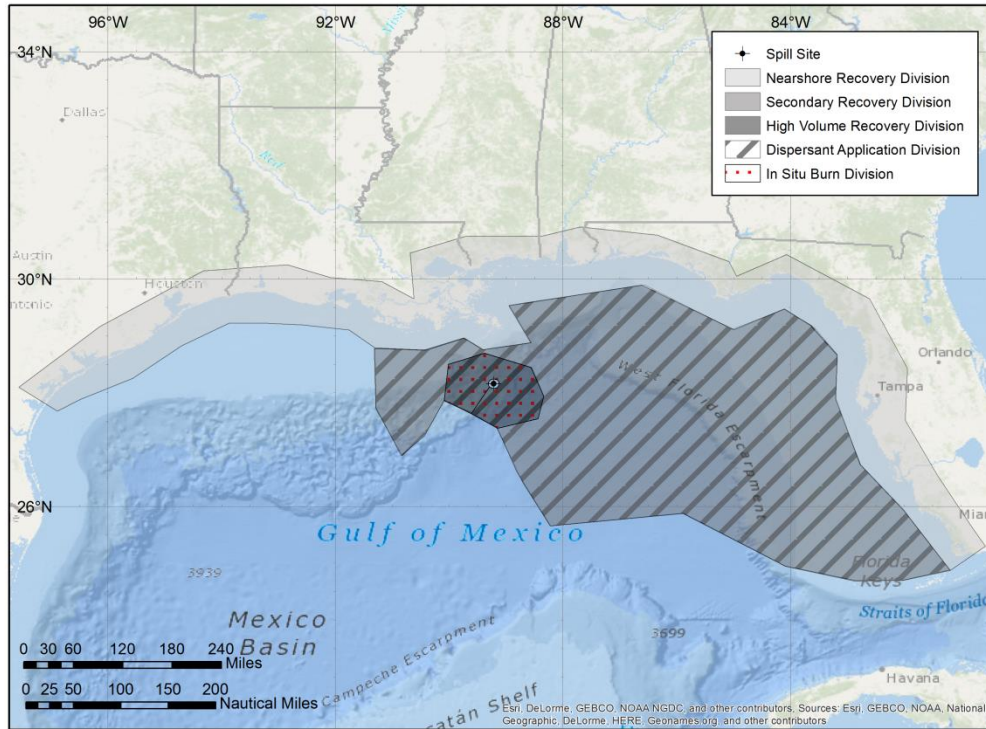 96°W
92°W
88°W
84°W
34°N
30°N
26°N
Spill Site
Nearshore Recovery Division
Secondary Recovery Division
High Volume Recovery Division
Dispersant Application Division
In Situ Burn Division
Dallas
Red
Austin
Houston
Orlando
Tampa
West Florida Escarpment
Gulf of Mexico
Florida
Keys
Straits of Florida
3939
Mexico
Basin
3699
Campeche Escarpment
Havana
0 30 60 120 180 240
Miles
0 25 50 100 150 200
Nautical Miles
Esri, DeLorme, GEBCO, NOAA NGDC, and other contributors, Sources: Esri, GEBCO, NOAA, National
Geographic, DeLorme, HERE, Geonames.org, and other contributors